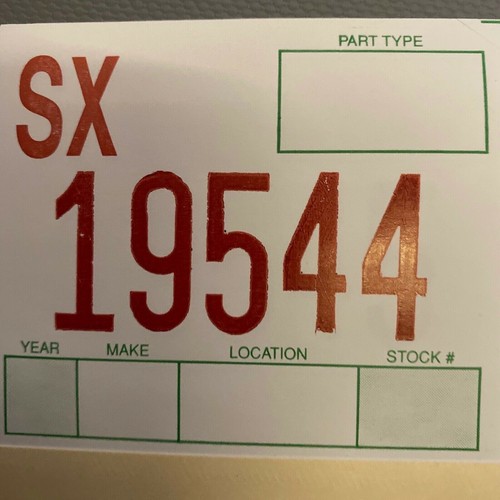 PART TYPE
SX
19544
YEAR MAKE LOCATION STOCK #